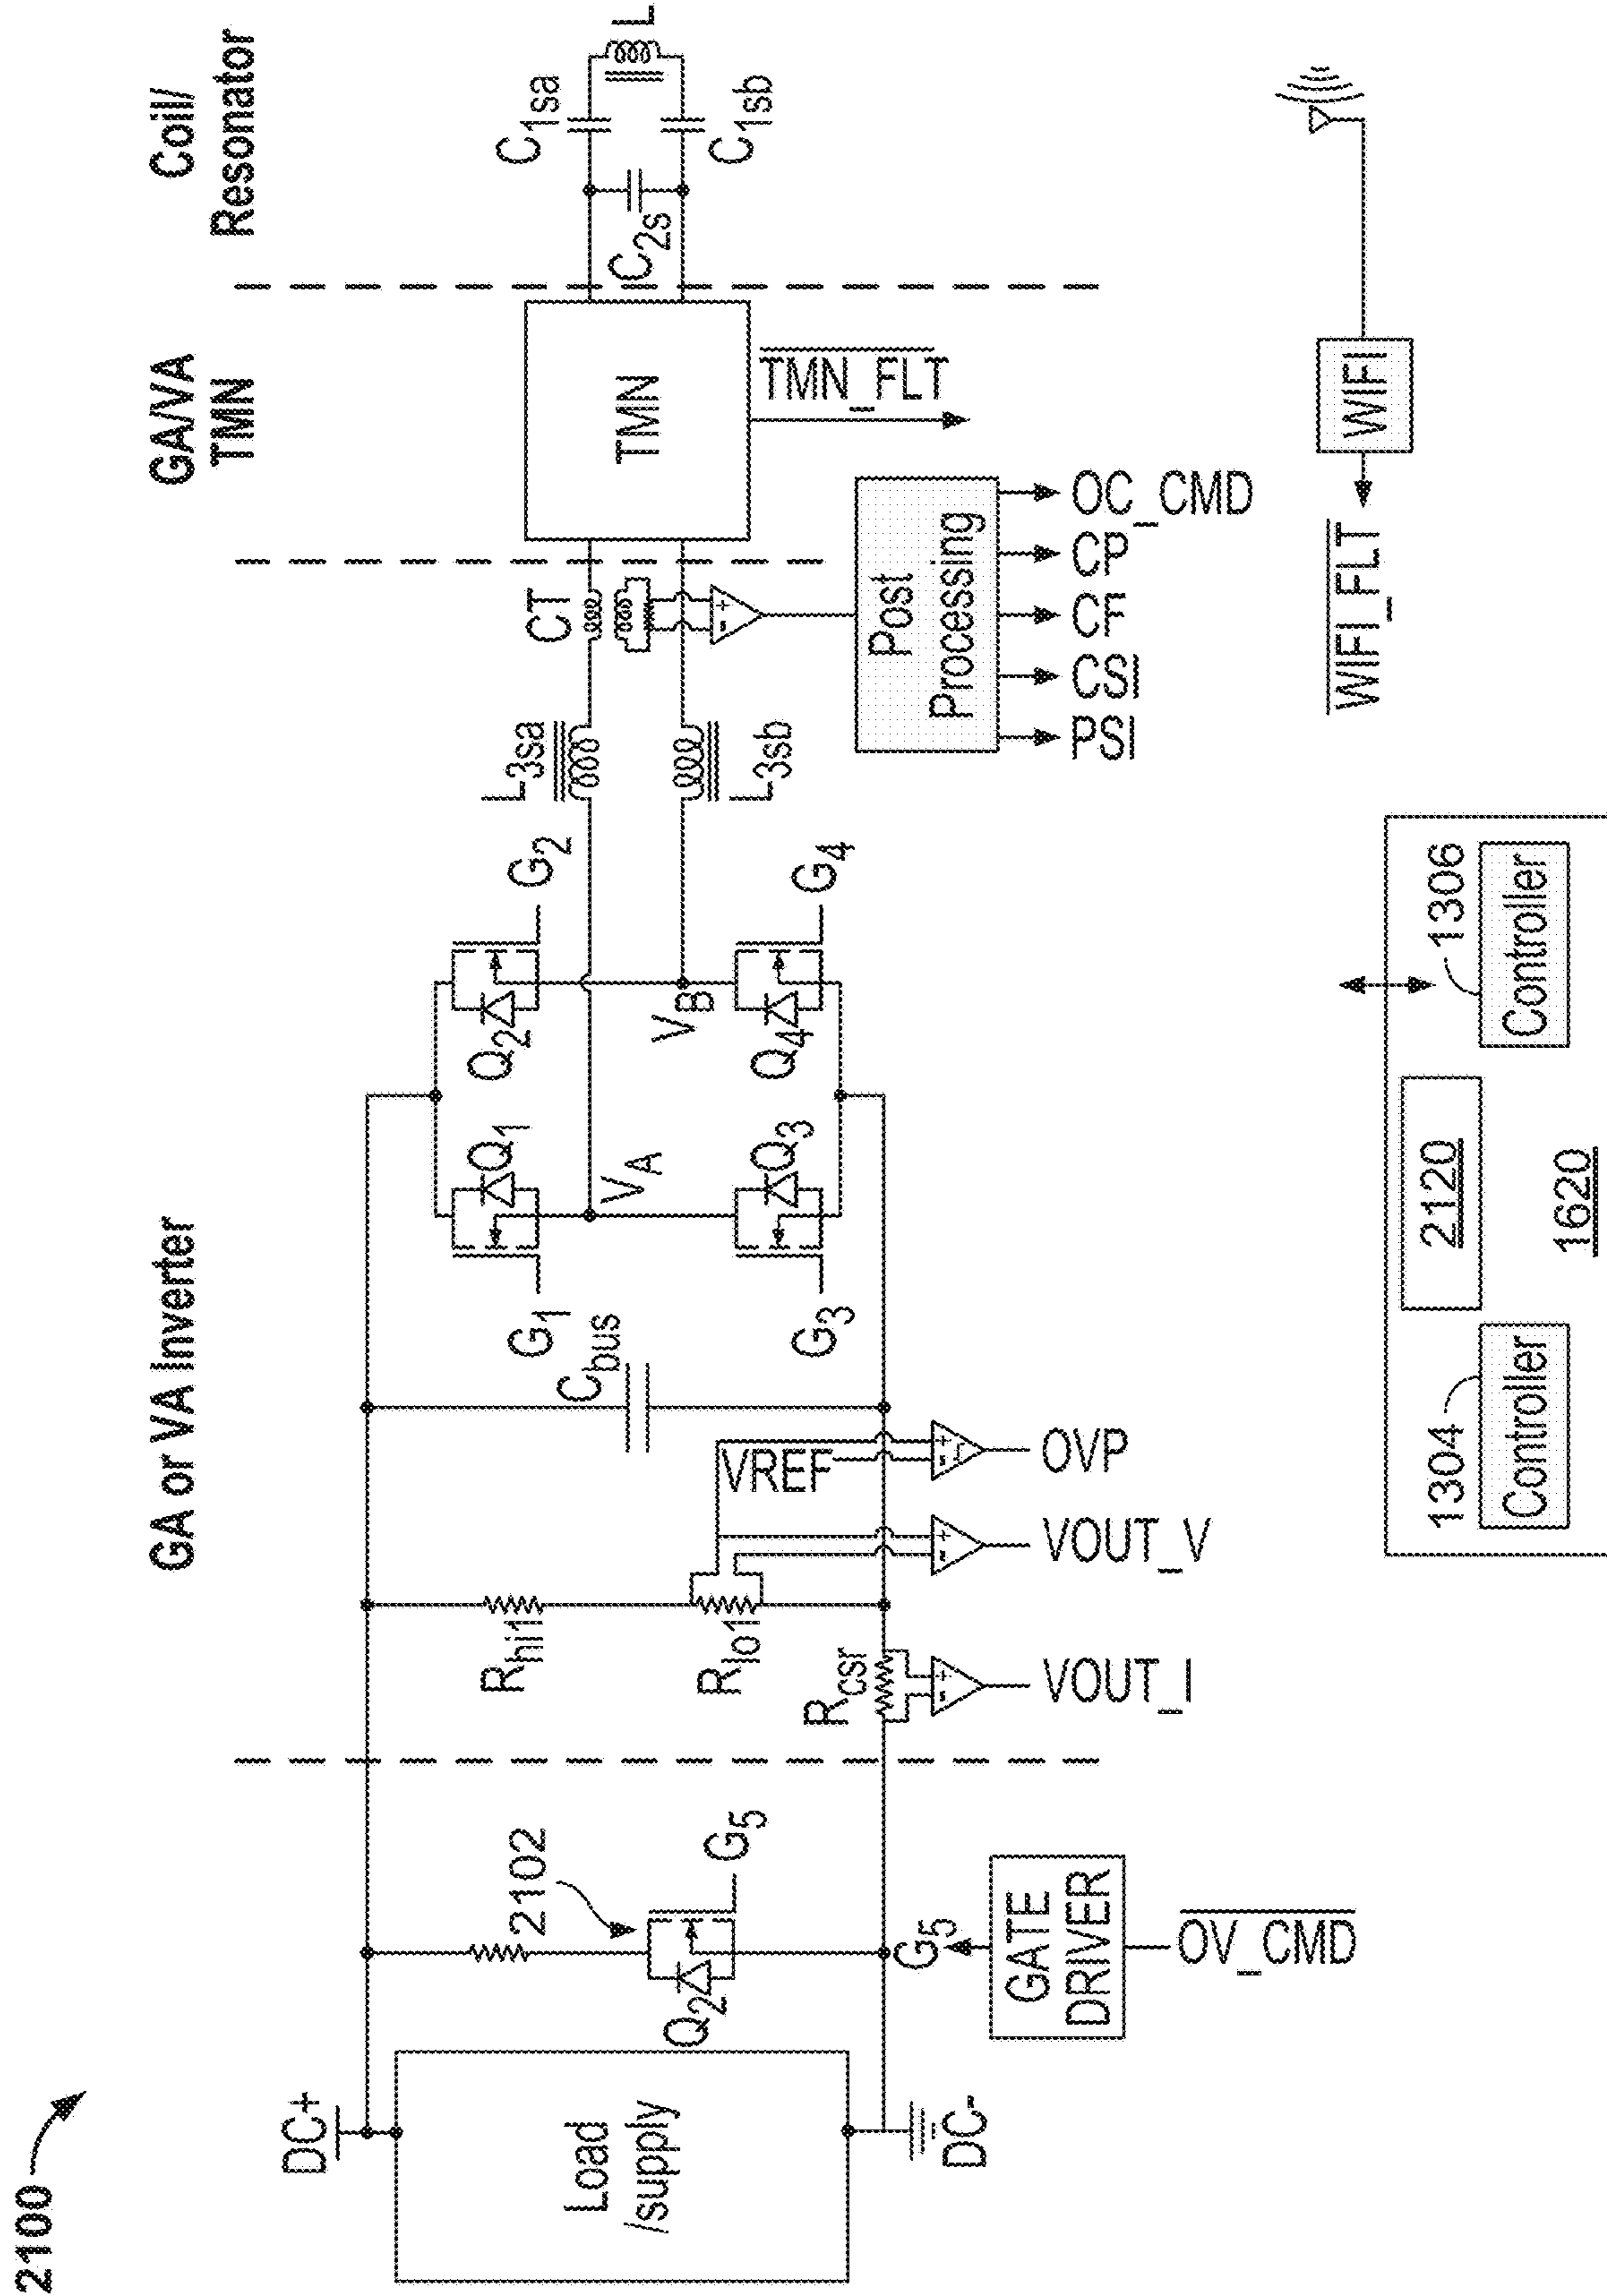 2100
GA or VA Inverter
GA/VA
TMN
Coil/
Resonator
DC+
Load
/supply
DC-
2102
Q2
G5
G5
GATE
DRIVER
OV_CMD
Rhi1
Rlo1
Rcsr
VOUT_I
VOUT_V
VREF
OVP
Cbus
G1
Q1
Q2
G2
VA
VB
G3
Q3
Q4
G4
L3sa
L3sb
CT
TMN
TMN_FLT
Post
Processing
PSI
CSI
CF
CP
OC_CMD
C2s
C1sa
C1sb
L
WIFI_FLT
WIFI
1304
Controller
2120
1306
Controller
1620